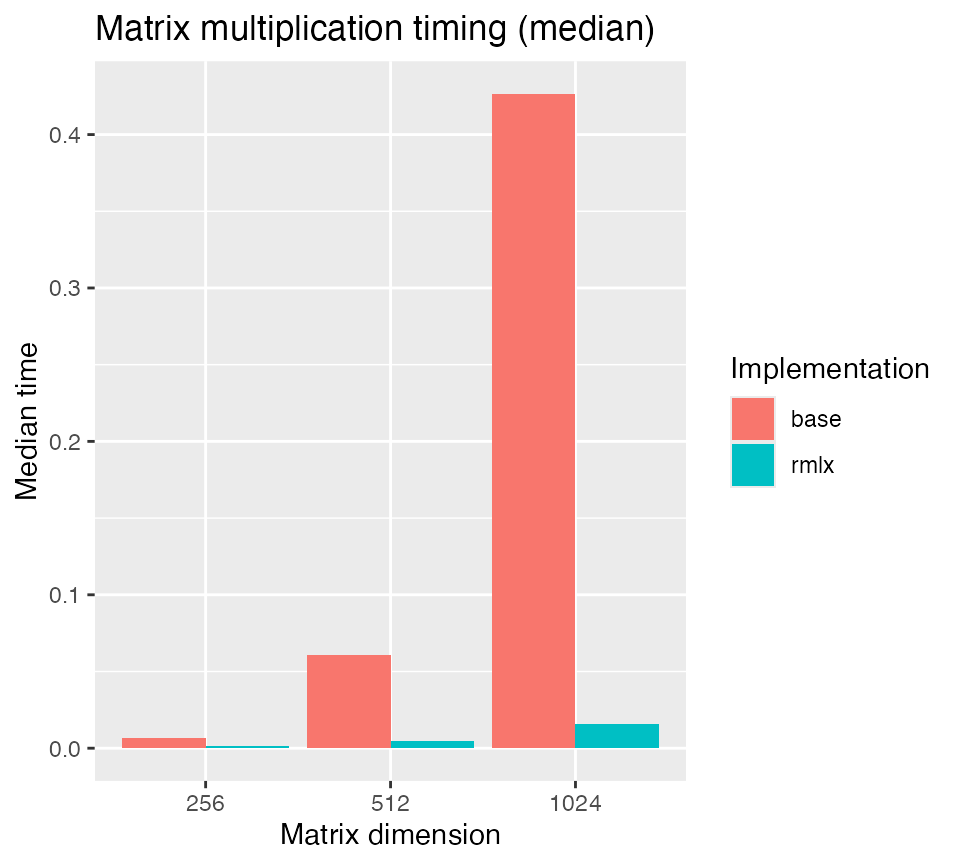 Matrix multiplication timing (median)
0.4
0.3
0.2
0.1
0.0
Median time
256 512 1024
Matrix dimension
Implementation
base
rmlx